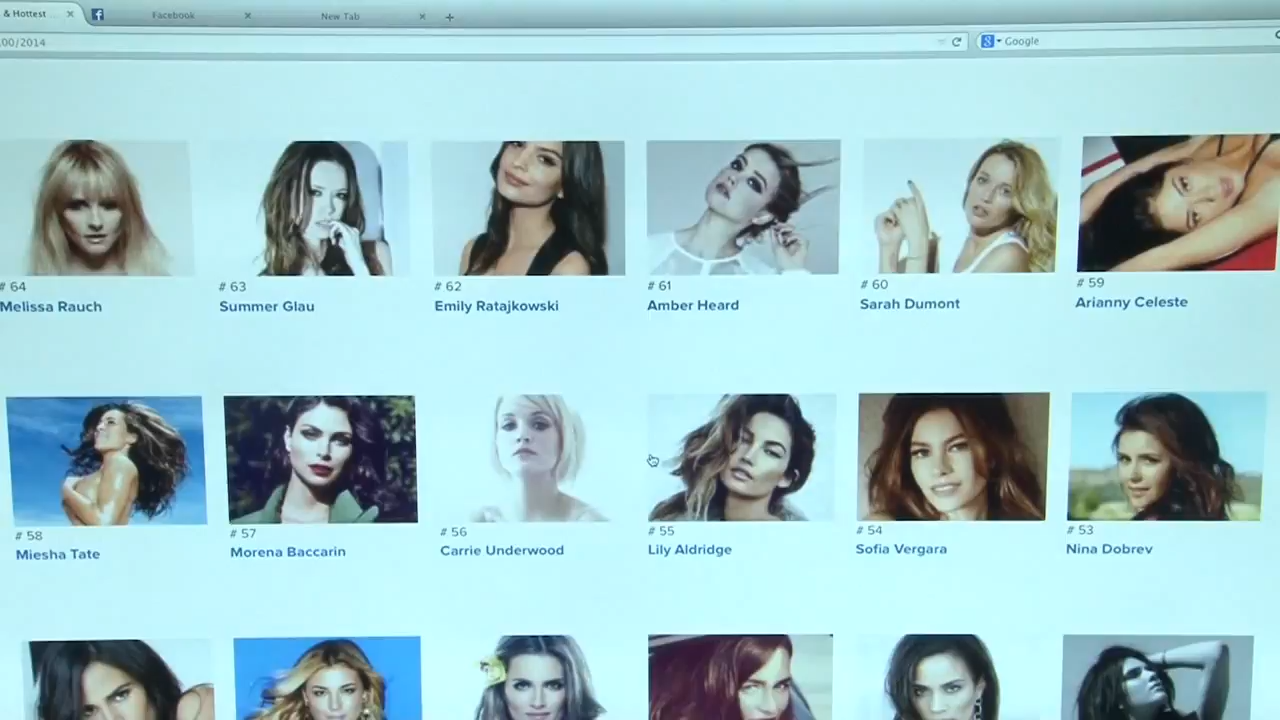 & Hottest
Facebook
New Tab
00/2014
Google
# 64
# 63
# 62
# 61
# 60
# 59
Melissa Rauch
Summer Glau
Emily Ratajkowski
Amber Heard
Sarah Dumont
Arianny Celeste
# 58
# 57
# 56
# 55
# 54
# 53
Miesha Tate
Morena Baccarin
Carrie Underwood
Lily Aldridge
Sofia Vergara
Nina Dobrev